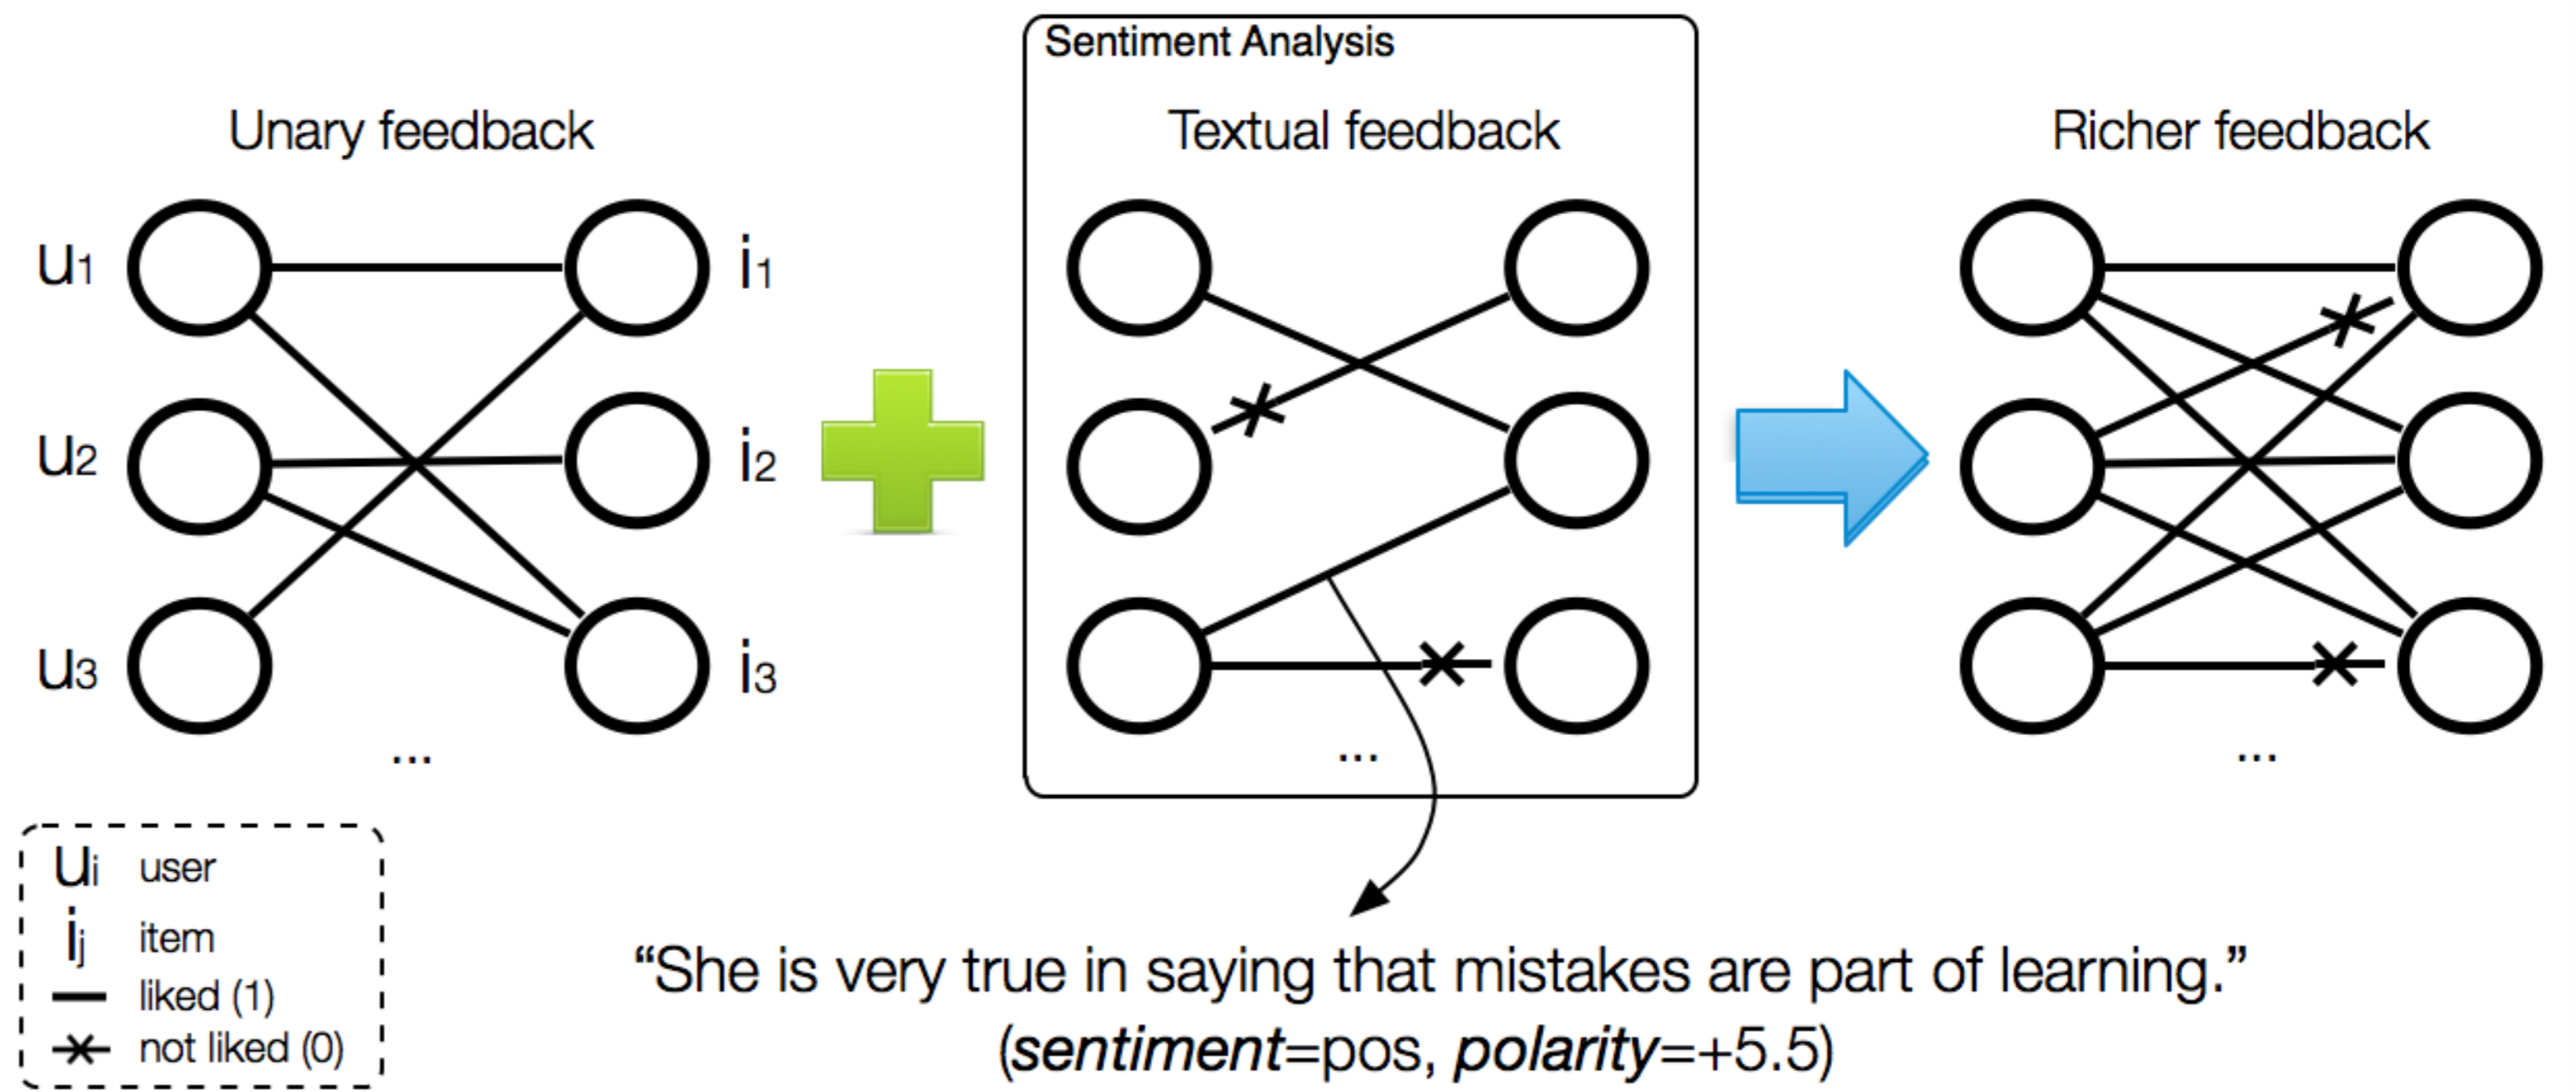 Sentiment Analysis
Unary feedback
Textual feedback
Richer feedback
u1
i1
u2
i2
u3
i3
...
...
...
ui user
ij item
liked (1)
not liked (0)
“She is very true in saying that mistakes are part of learning.”
(sentiment=pos, polarity=+5.5)